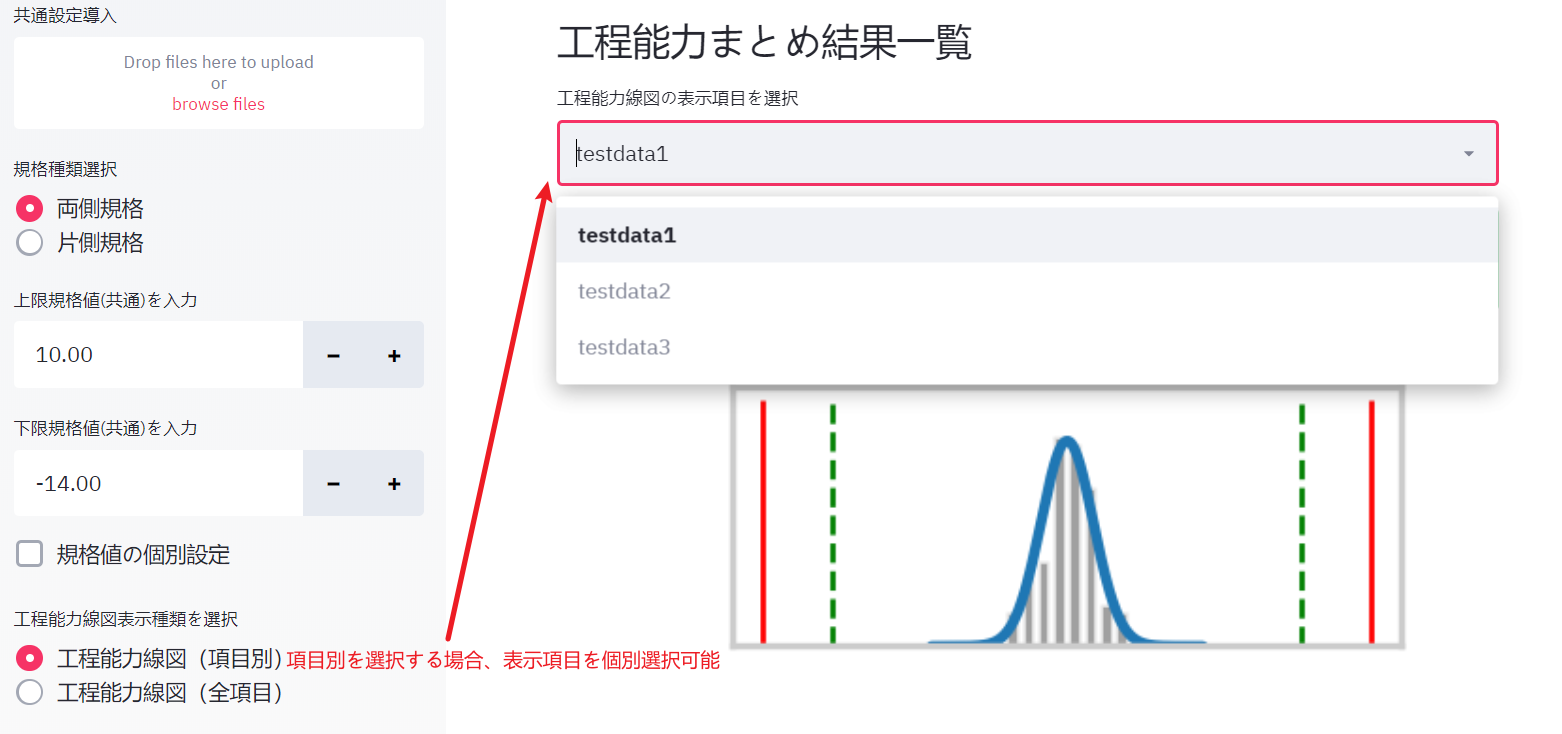 共通設定導入
Drop files here to upload
or
browse files
規格種類選択
両側規格
片側規格
上限規格値(共通)を入力
10.00
－
+
下限規格値(共通)を入力
-14.00
－
+
規格値の個別設定
工程能力線図表示種類を選択
工程能力線図（項目別）
項目別を選択する場合、表示項目を個別選択可能
工程能力線図（全項目）
工程能力まとめ結果一覧
工程能力線図の表示項目を選択
testdata1
testdata1
testdata2
testdata3